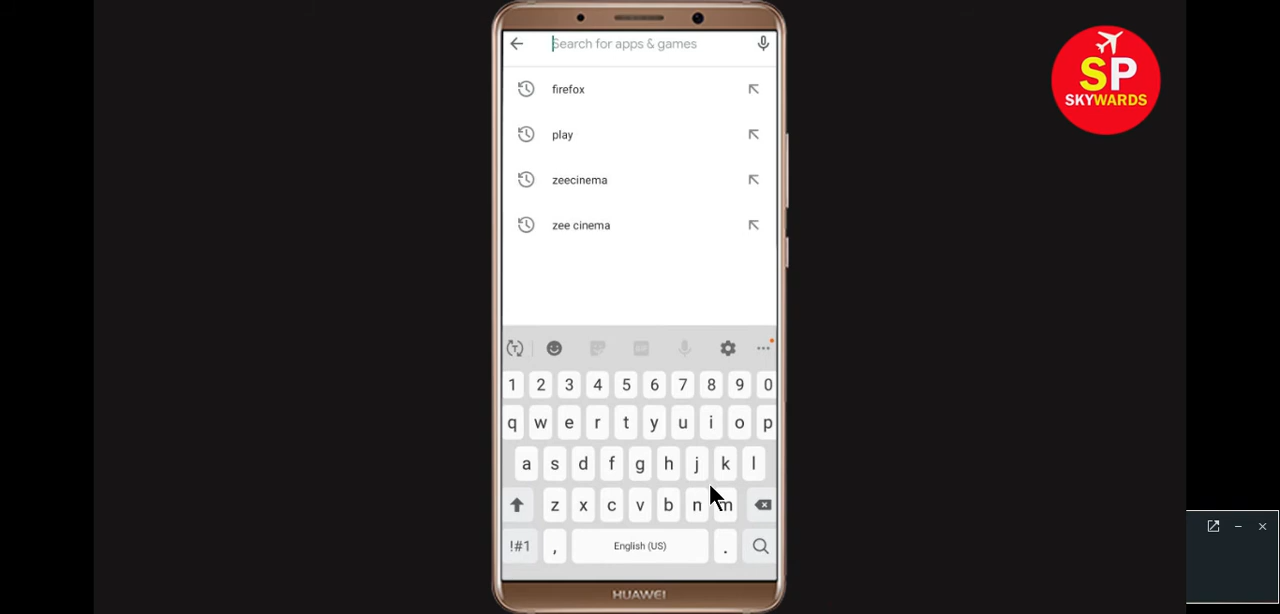 Search for apps & games
SP
SKYWARDS
firefox
play
zeecinema
zee cinema
1 2 3 4 5 6 7 8 9 0
q w e r t y u i o p
a s d f g h j k l
z x c v b n m
!#1 , English (US) .
HUAWEI